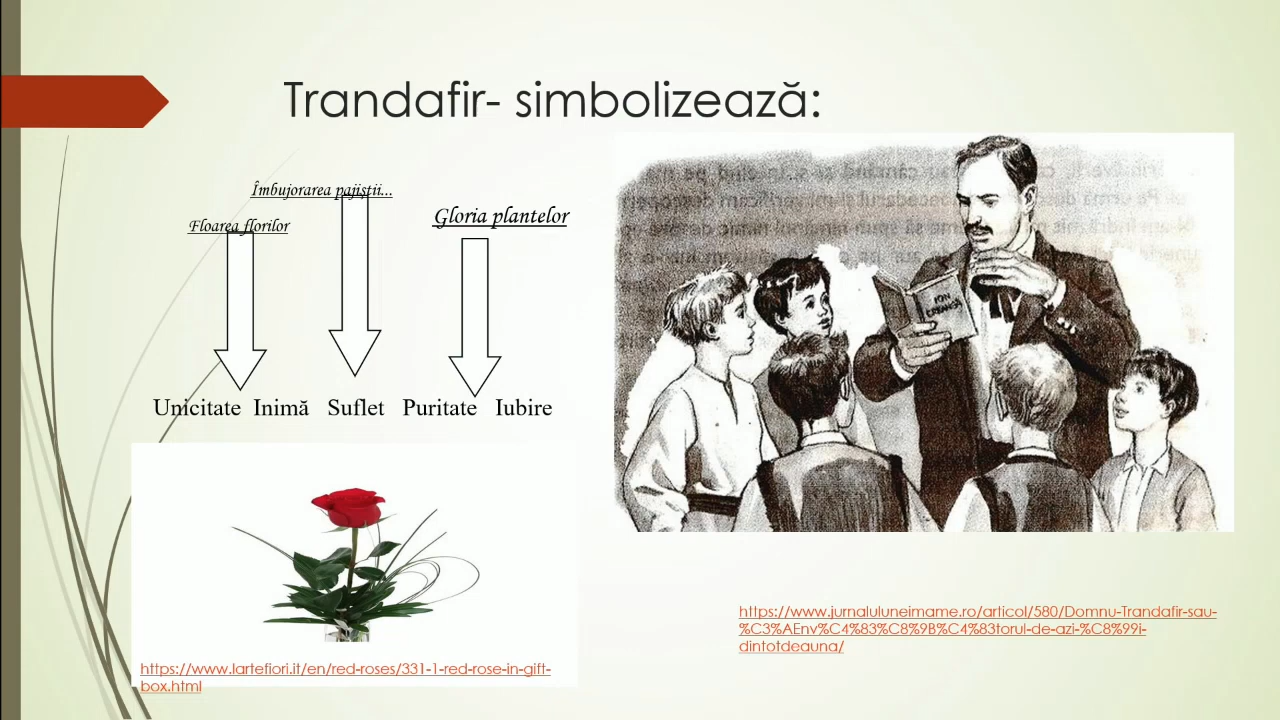 Trandafir- simbolizează:
Îmbujorarea pajiștii...
Floarea florilor
Gloria plantelor
Unicitate Inimă Suflet Puritate Iubire
ION
CREANGĂ
https://www.jurnaluluneimame.ro/articol/580/Domnu-Trandafir-sau-
%C3%AEnv%C4%83%C8%9B%C4%83torul-de-azi-%C8%99i-
dintotdeauna/
https://www.lartefiori.it/en/red-roses/331-1-red-rose-in-gift-
box.html